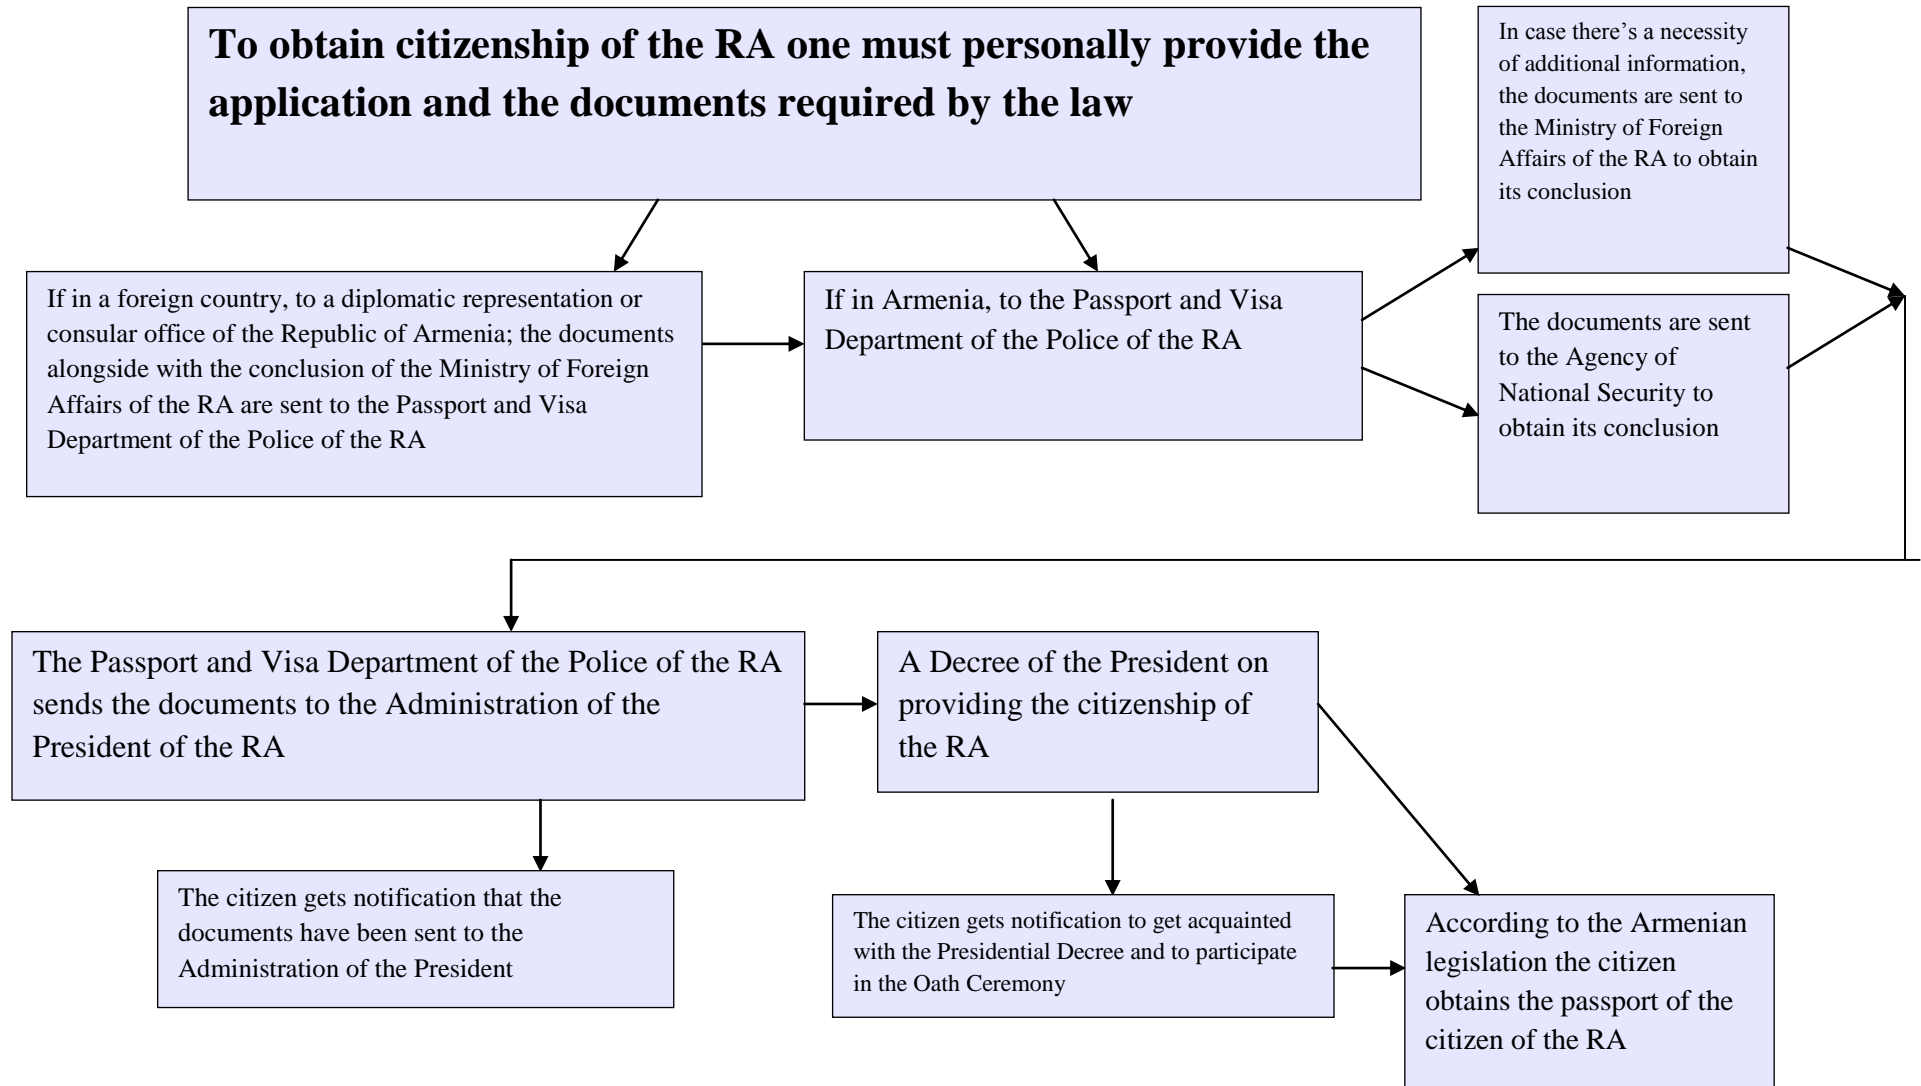 To obtain citizenship of the RA one must personally provide the
application and the documents required by the law
In case there’s a necessity
of additional information,
the documents are sent to
the Ministry of Foreign
Affairs of the RA to obtain
its conclusion
If in a foreign country, to a diplomatic representation or
consular office of the Republic of Armenia; the documents
alongside with the conclusion of the Ministry of Foreign
Affairs of the RA are sent to the Passport and Visa
Department of the Police of the RA
If in Armenia, to the Passport and Visa
Department of the Police of the RA
The documents are sent
to the Agency of
National Security to
obtain its conclusion
The Passport and Visa Department of the Police of the RA
sends the documents to the Administration of the
President of the RA
A Decree of the President on
providing the citizenship of
the RA
The citizen gets notification that the
documents have been sent to the
Administration of the President
The citizen gets notification to get acquainted
with the Presidential Decree and to participate
in the Oath Ceremony
According to the Armenian
legislation the citizen
obtains the passport of the
citizen of the RA